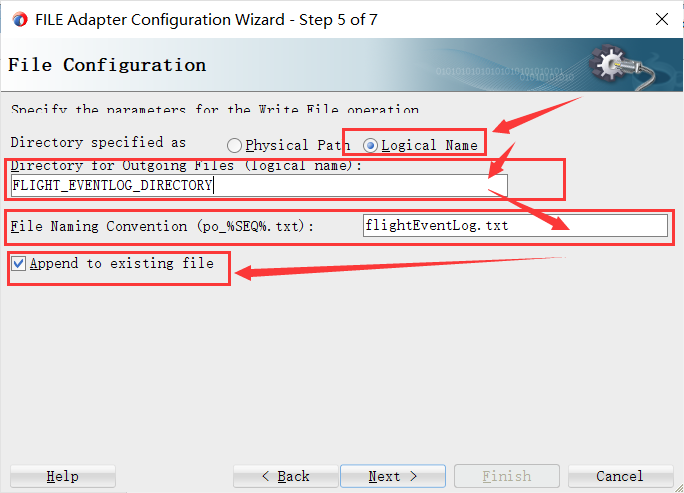 FILE Adapter Configuration Wizard - Step 5 of 7
File Configuration
Specify the parameters for the Write File operation
Directory specified as Physical Path Logical Name
Directory for Outgoing Files (logical name):
FLIGHT_EVENTLOG_DIRECTORY
File Naming Convention (po_%SEQ%.txt): flightEventLog.txt
Append to existing file
Help < Back Next > Finish Cancel